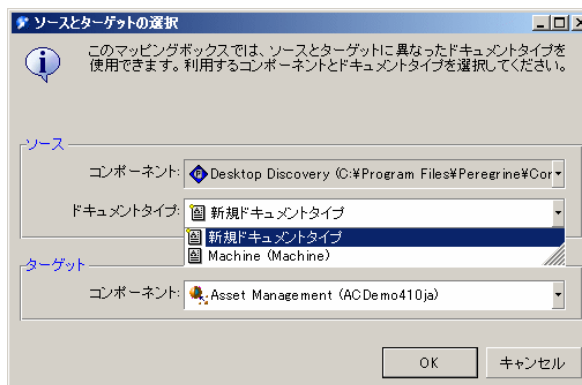 ソースとターゲットの選択
このマッピングボックスでは、ソースとターゲットに異なったドキュメントタイプを
使用できます。利用するコンポーネントとドキュメントタイプを選択してください。
ソース
コンポーネント: Desktop Discovery (C:¥Program Files¥Peregrine¥Cor
ドキュメントタイプ: 新規ドキュメントタイプ
新規ドキュメントタイプ
Machine (Machine)
ターゲット
コンポーネント: Asset Management (ACDemo410ja)
OK キャンセル